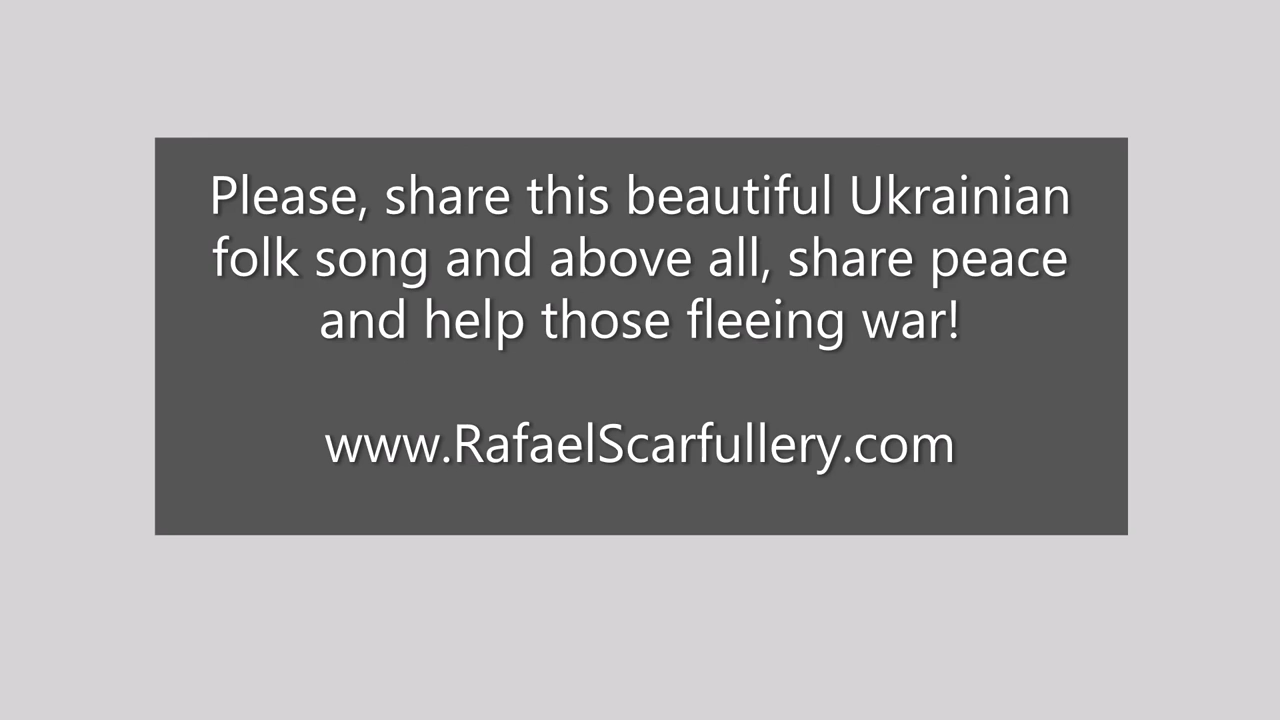 Please, share this beautiful Ukrainian
folk song and above all, share peace
and help those fleeing war!
www.RafaelScarfullery.com